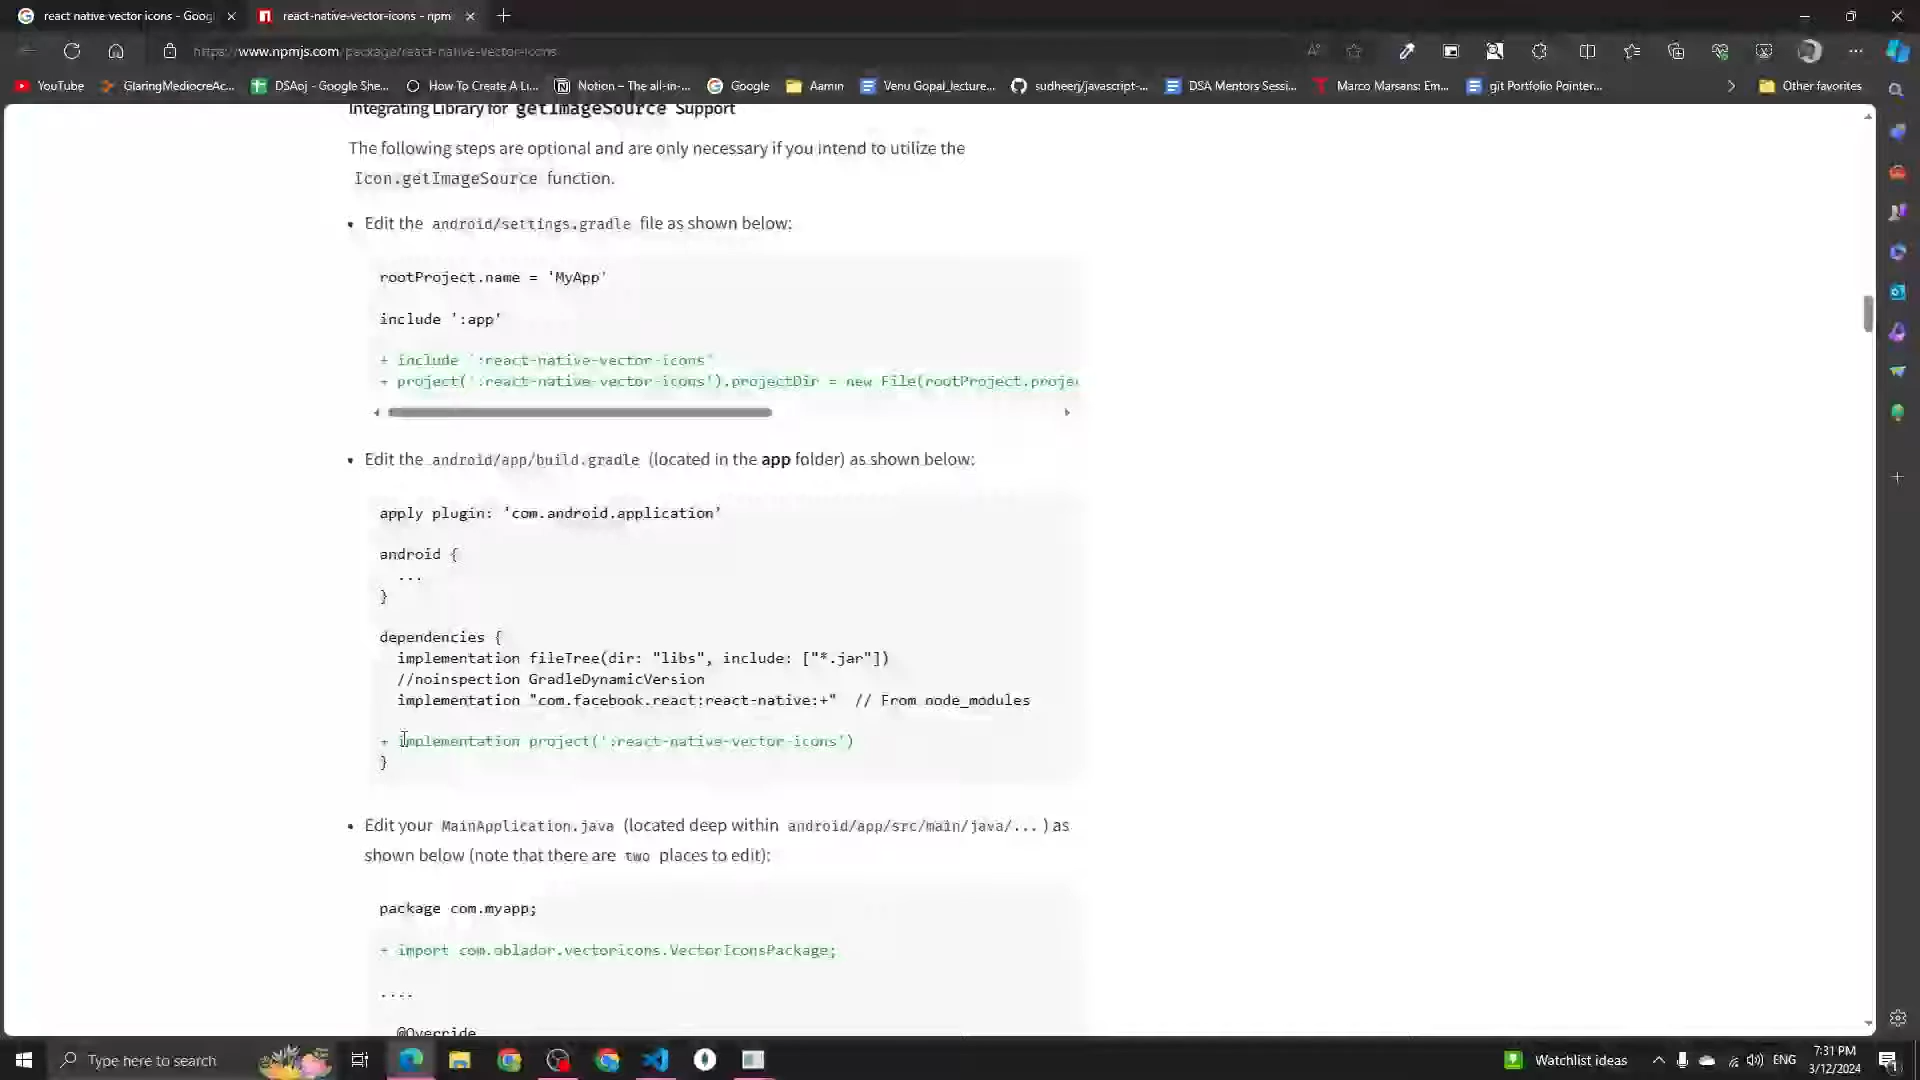 react native vector icons - Goog
react-native-vector-icons - npm
https://www.npmjs.com/package/react-native-vector-icons
YouTube
GlaringMediocreAc...
DSAoj - Google She...
How To Create A Li...
Notion – The all-in-...
Google
Aamin
Venu Gopal_lecture...
sudheerj/javascript-...
DSA Mentors Sessi...
Marco Marsans: Em...
git Portfolio Pointer...
Other favorites
Integrating Library for getImageSource Support
The following steps are optional and are only necessary if you intend to utilize the
Icon.getImageSource function.
• Edit the android/settings.gradle file as shown below:
rootProject.name = 'MyApp'
include ':app'
+ include ':react-native-vector-icons'
+ project(':react-native-vector-icons').projectDir = new File(rootProject.projec
• Edit the android/app/build.gradle (located in the app folder) as shown below:
apply plugin: 'com.android.application'
android {
...
}
dependencies {
implementation fileTree(dir: "libs", include: ["*.jar"])
//noinspection GradleDynamicVersion
implementation "com.facebook.react:react-native:+"  // From node_modules
+ implementation project(':react-native-vector-icons')
}
• Edit your MainApplication.java (located deep within android/app/src/main/java/... ) as
shown below (note that there are two places to edit):
package com.myapp;
+ import com.oblador.vectoricons.VectorIconsPackage;
....
@Override
Type here to search
Watchlist ideas
ENG
7:31 PM
3/12/2024